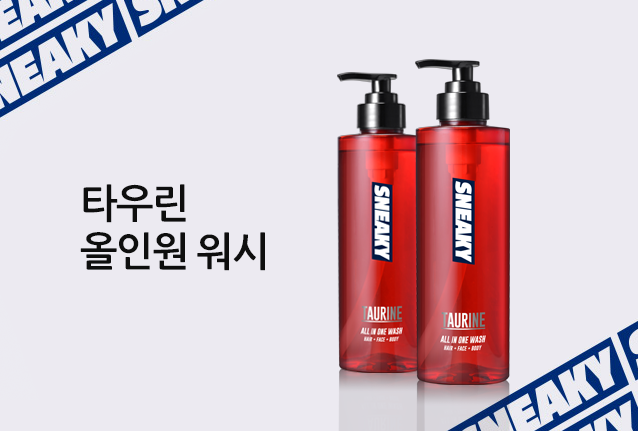 SNEAKY
SNEAKY
타우린
올인원 워시
SNEAKY
TAURINE
ALL IN ONE WASH
HAIR + FACE + BODY
SNEAKY
TAURINE
ALL IN ONE WASH
HAIR + FACE + BODY
SNEAKY
SNEAKY